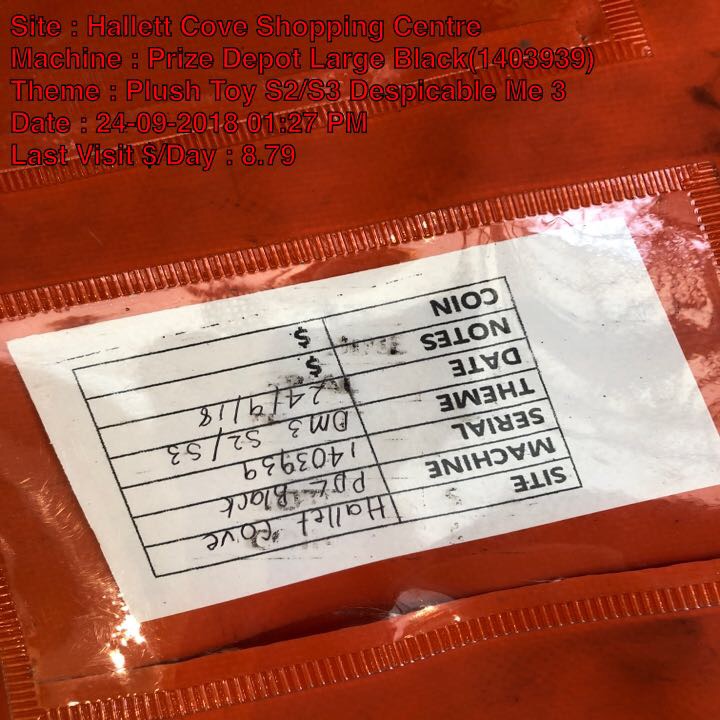 Site : Hallett Cove Shopping Centre
Machine : Prize Depot Large Black(1403939)
Theme : Plush Toy S2/S3 Despicable Me 3
Date : 24-09-2018 01:27 PM
Last Visit $/Day : 8.79
SITE Hallet Cove
MACHINE PDL Black
SERIAL 1403939
THEME DM3 S2/S3
DATE 24/9/18
NOTES $
COIN $